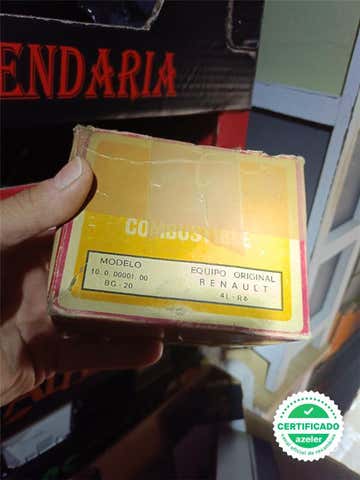 ENDARIA
COMBUSTIBLE
MODELO
10.0.00001.00
BG-20
EQUIPO ORIGINAL
RENAULT
4L-R6
CERTIFICADO
azeler